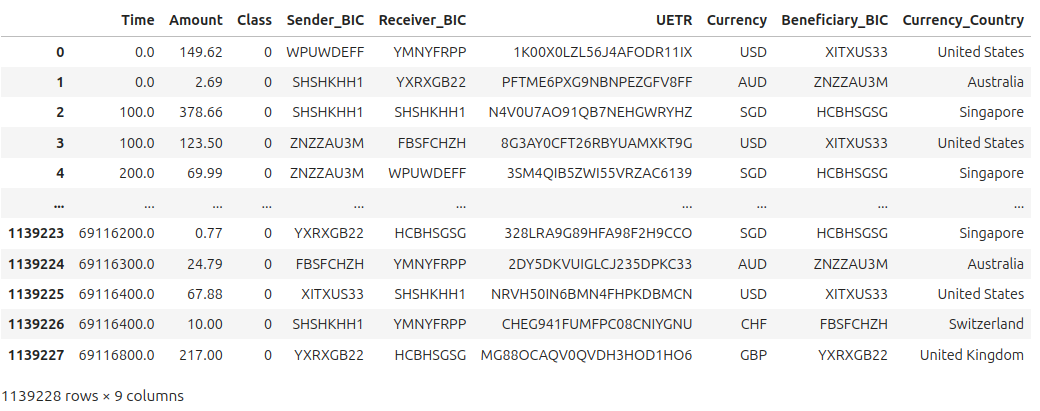 Time Amount Class Sender_BIC Receiver_BIC UETR Currency Beneficiary_BIC Currency_Country
0 0.0 149.62 0 WPUWDEFF YMNYFRPP 1K00X0LZL56J4AFODR11IX USD XITXUS33 United States
1 0.0 2.69 0 SHSHKHH1 YXRXGB22 PFTME6PXG9NBNPEZGFV8FF AUD ZNZZAU3M Australia
2 100.0 378.66 0 SHSHKHH1 SHSHKHH1 N4V0U7AO91QB7NEHGWRYHZ SGD HCBHSGSG Singapore
3 100.0 123.50 0 ZNZZAU3M FBSFCHZH 8G3AY0CFT26RBYUAMXKT9G USD XITXUS33 United States
4 200.0 69.99 0 ZNZZAU3M WPUWDEFF 3SM4QIB5ZWI55VRZAC6139 SGD HCBHSGSG Singapore
... ... ... ... ... ... ... ... ... ...
1139223 69116200.0 0.77 0 YXRXGB22 HCBHSGSG 328LRA9G89HFA98F2H9CCO SGD HCBHSGSG Singapore
1139224 69116300.0 24.79 0 FBSFCHZH YMNYFRPP 2DY5DKVUIGLCJ235DPKC33 AUD ZNZZAU3M Australia
1139225 69116400.0 67.88 0 XITXUS33 SHSHKHH1 NRVH50IN6BMN4FHPKDBMCN USD XITXUS33 United States
1139226 69116400.0 10.00 0 SHSHKHH1 YMNYFRPP CHEG941FUMFPC08CNIYGNU CHF FBSFCHZH Switzerland
1139227 69116800.0 217.00 0 YXRXGB22 HCBHSGSG MG88OCAQV0QVDH3HOD1HO6 GBP YXRXGB22 United Kingdom
1139228 rows × 9 columns